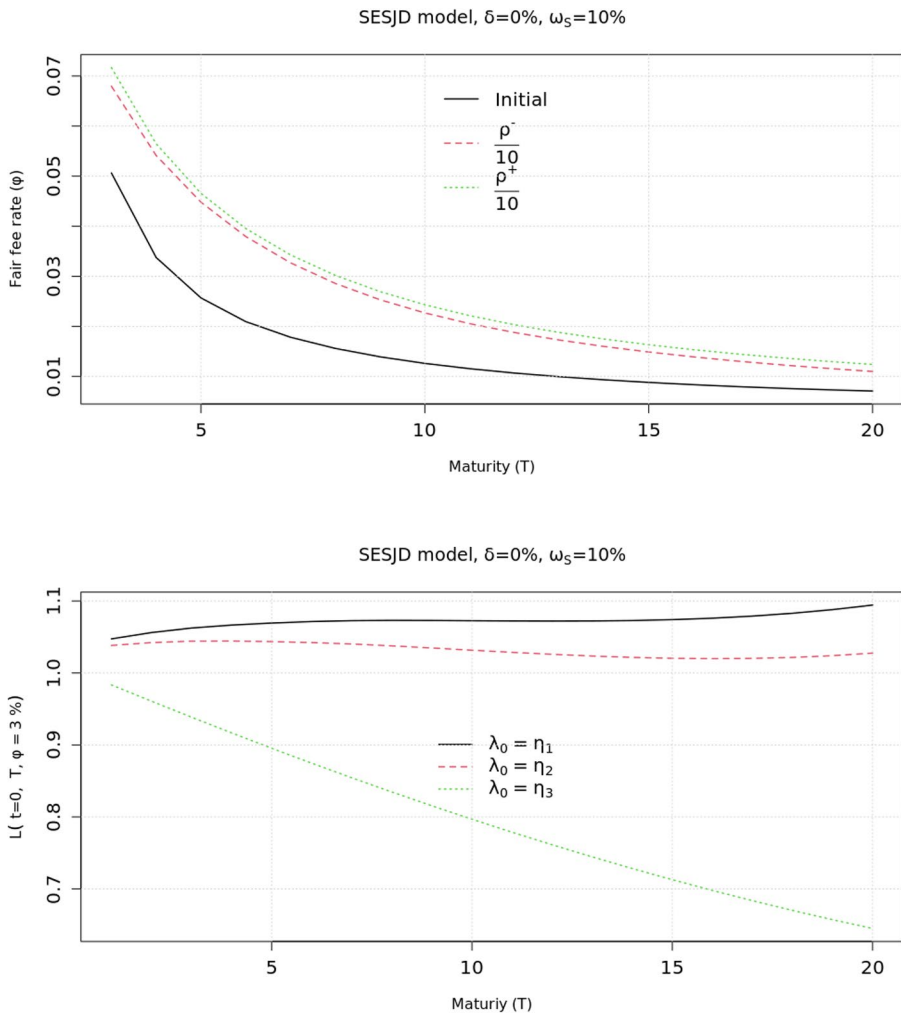 SESJD model, δ=0%, ωS=10%
Fair fee rate (φ)
0.07
0.05
0.03
0.01
Initial
ρ-
10
ρ+
10
5
10
15
20
Maturity (T)
SESJD model, δ=0%, ωS=10%
L( t=0, T, φ = 3 %)
1.1
1.0
0.9
0.8
0.7
λ0 = η1
λ0 = η2
λ0 = η3
5
10
15
20
Maturiy (T)